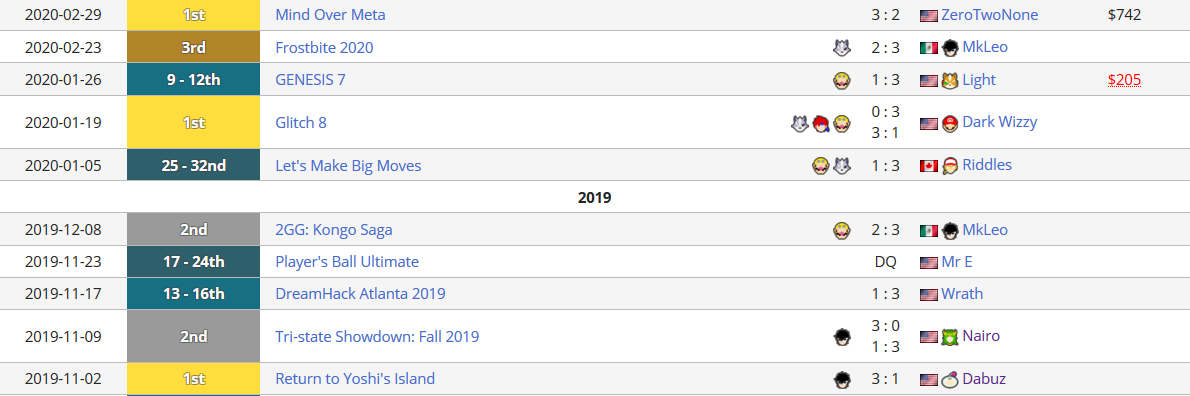 2020-02-29 1st Mind Over Meta 3 : 2 ZeroTwoNone $742
2020-02-23 3rd Frostbite 2020 2 : 3 MkLeo
2020-01-26 9 - 12th GENESIS 7 1 : 3 Light $205
2020-01-19 1st Glitch 8 0 : 3 Dark Wizzy
3 : 1
2020-01-05 25 - 32nd Let's Make Big Moves 1 : 3 Riddles
2019
2019-12-08 2nd 2GG: Kongo Saga 2 : 3 MkLeo
2019-11-23 17 - 24th Player's Ball Ultimate DQ Mr E
2019-11-17 13 - 16th DreamHack Atlanta 2019 1 : 3 Wrath
2019-11-09 2nd Tri-state Showdown: Fall 2019 3 : 0 Nairo
1 : 3
2019-11-02 1st Return to Yoshi's Island 3 : 1 Dabuz